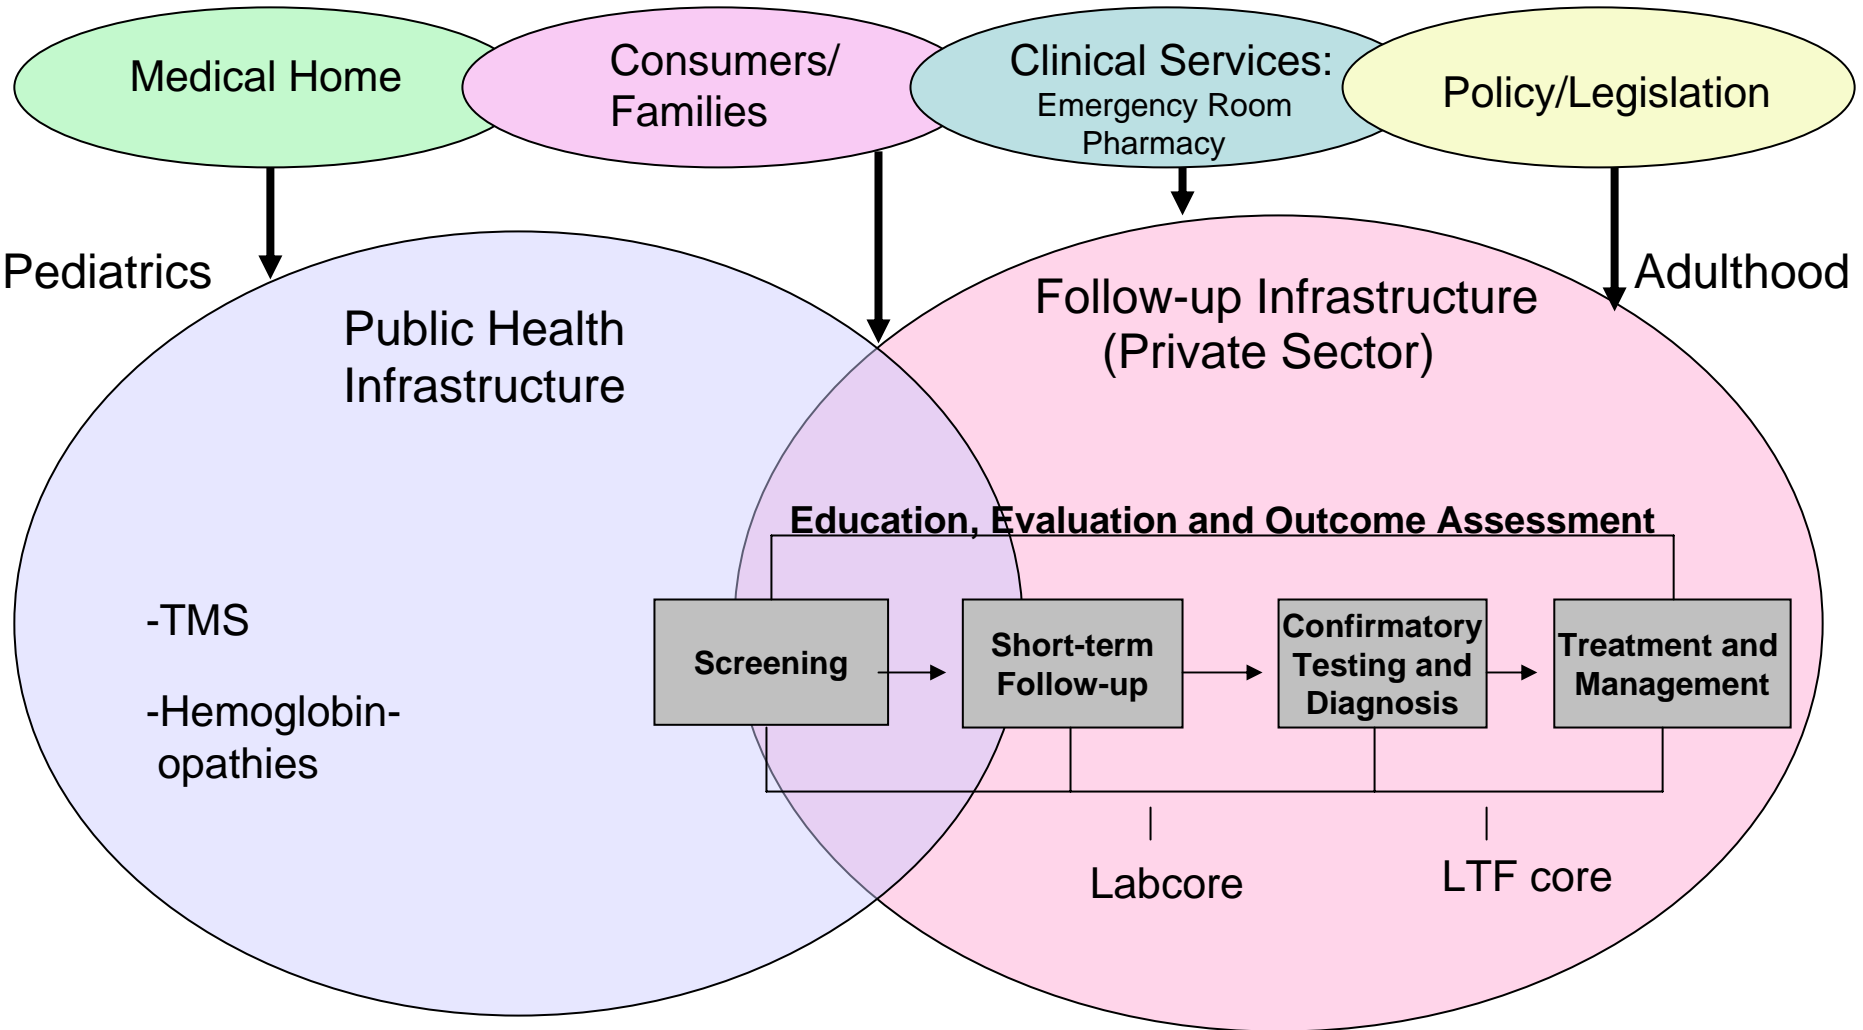 Medical Home
Consumers/
Families
Clinical Services:
Emergency Room
Pharmacy
Policy/Legislation
Pediatrics
Adulthood
Public Health
Infrastructure
Follow-up Infrastructure
(Private Sector)
Education, Evaluation and Outcome Assessment
-TMS
-Hemoglobin-
opathies
Screening
Short-term
Follow-up
Confirmatory
Testing and
Diagnosis
Treatment and
Management
Labcore
LTF core